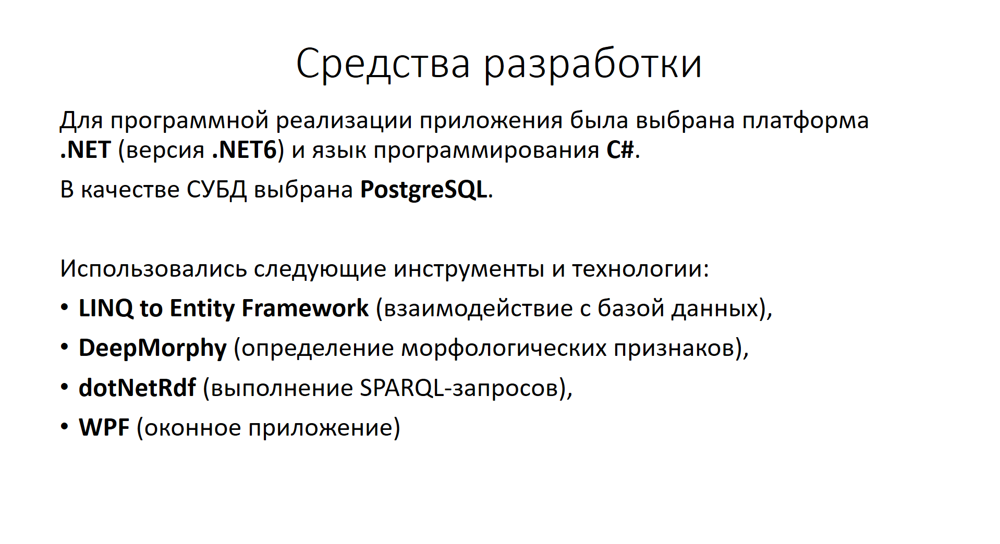 Средства разработки
Для программной реализации приложения была выбрана платформа
.NET (версия .NET6) и язык программирования C#.
В качестве СУБД выбрана PostgreSQL.
Использовались следующие инструменты и технологии:
• LINQ to Entity Framework (взаимодействие с базой данных),
• DeepMorphy (определение морфологических признаков),
• dotNetRdf (выполнение SPARQL-запросов),
• WPF (оконное приложение)